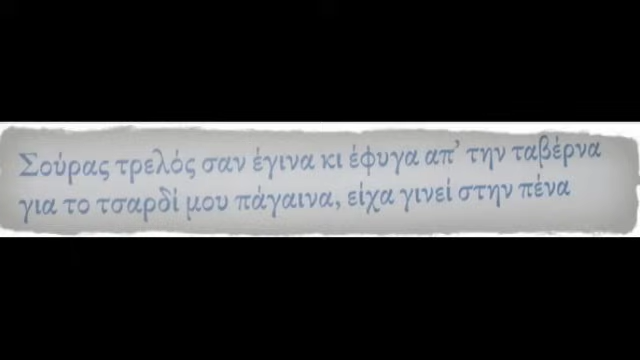 Σούρας τρελός σαν έγινα κι έφυγα απ’ την ταβέρνα
για το τσαρδί μου πάγαινα, είχα γινεί στην πένα